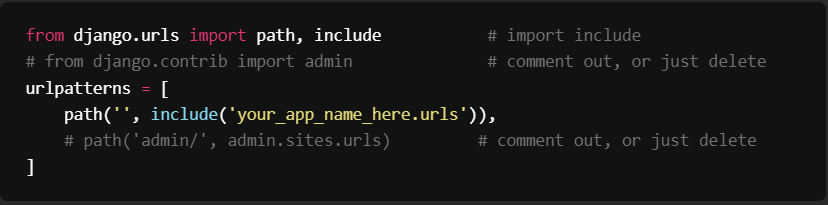 from django.urls import path, include           # import include
# from django.contrib import admin              # comment out, or just delete
urlpatterns = [
    path('', include('your_app_name_here.urls')),
    # path('admin/', admin.sites.urls)         # comment out, or just delete
]